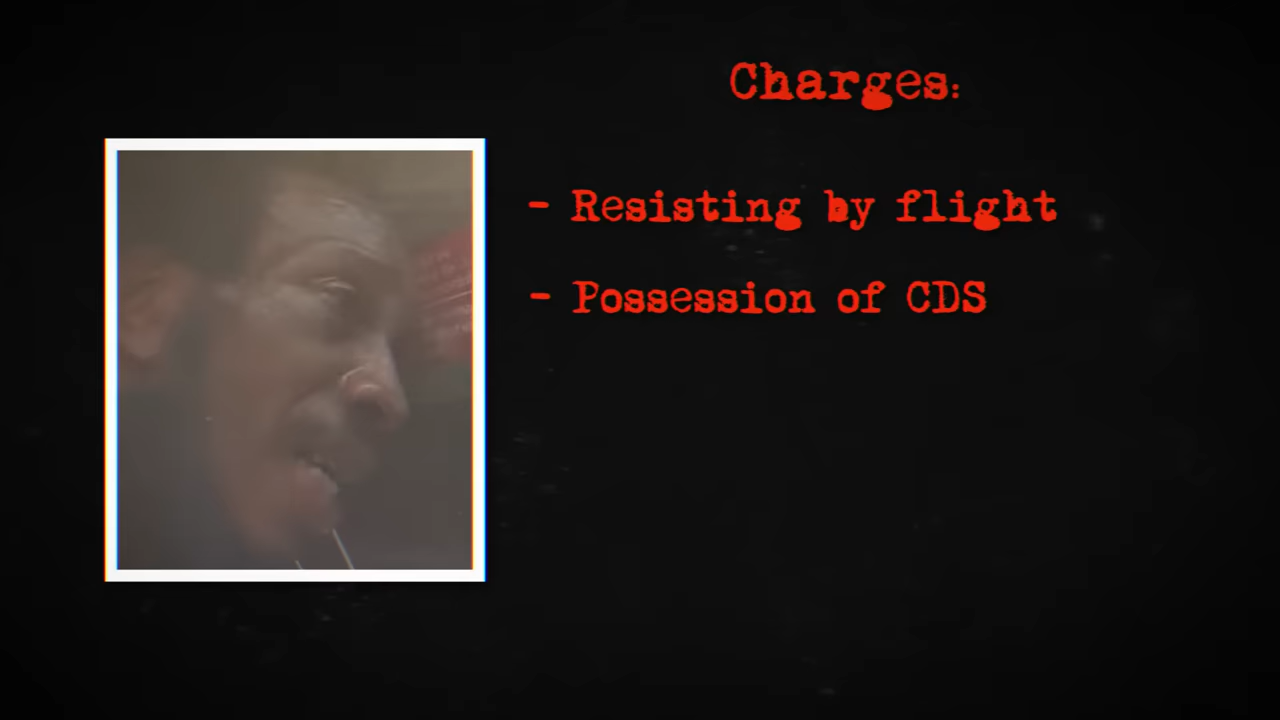 Charges:
- Resisting by flight
- Possession of CDS